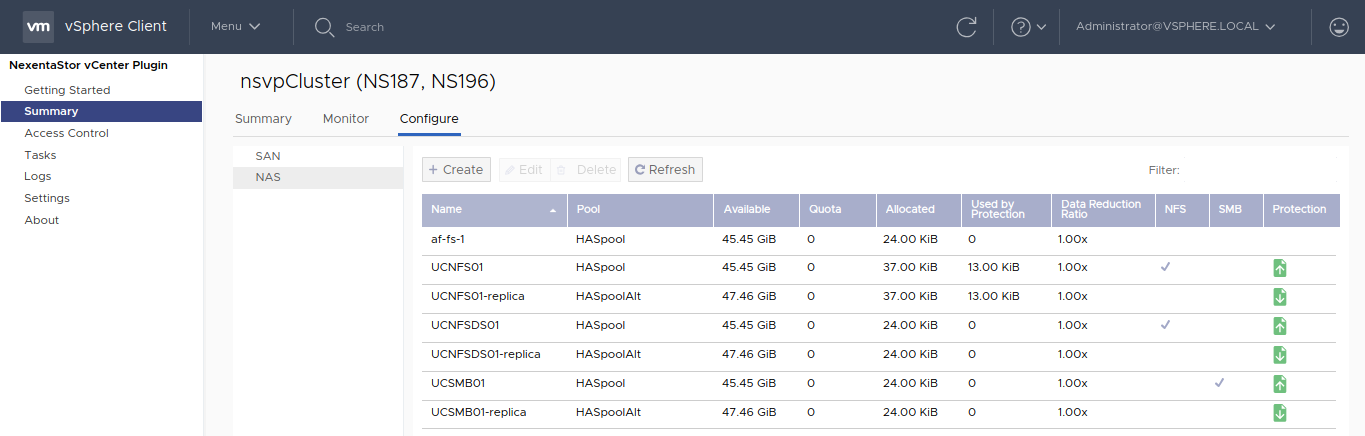 vm vSphere Client Menu Search Administrator@VSPHERE.LOCAL
NexentaStor vCenter Plugin
Getting Started
Summary
Access Control
Tasks
Logs
Settings
About
nsvpCluster (NS187, NS196)
Summary Monitor Configure
SAN
NAS
+ Create Edit Delete Refresh Filter:
Name Pool Available Quota Allocated Used by Protection Data Reduction Ratio NFS SMB Protection
af-fs-1 HASpool 45.45 GiB 0 24.00 KiB 0 1.00x
UCNFS01 HASpool 45.45 GiB 0 37.00 KiB 13.00 KiB 1.00x
UCNFS01-replica HASpoolAlt 47.46 GiB 0 37.00 KiB 13.00 KiB 1.00x
UCNFSDS01 HASpool 45.45 GiB 0 24.00 KiB 0 1.00x
UCNFSDS01-replica HASpoolAlt 47.46 GiB 0 24.00 KiB 0 1.00x
UCSMB01 HASpool 45.45 GiB 0 24.00 KiB 0 1.00x
UCSMB01-replica HASpoolAlt 47.46 GiB 0 24.00 KiB 0 1.00x